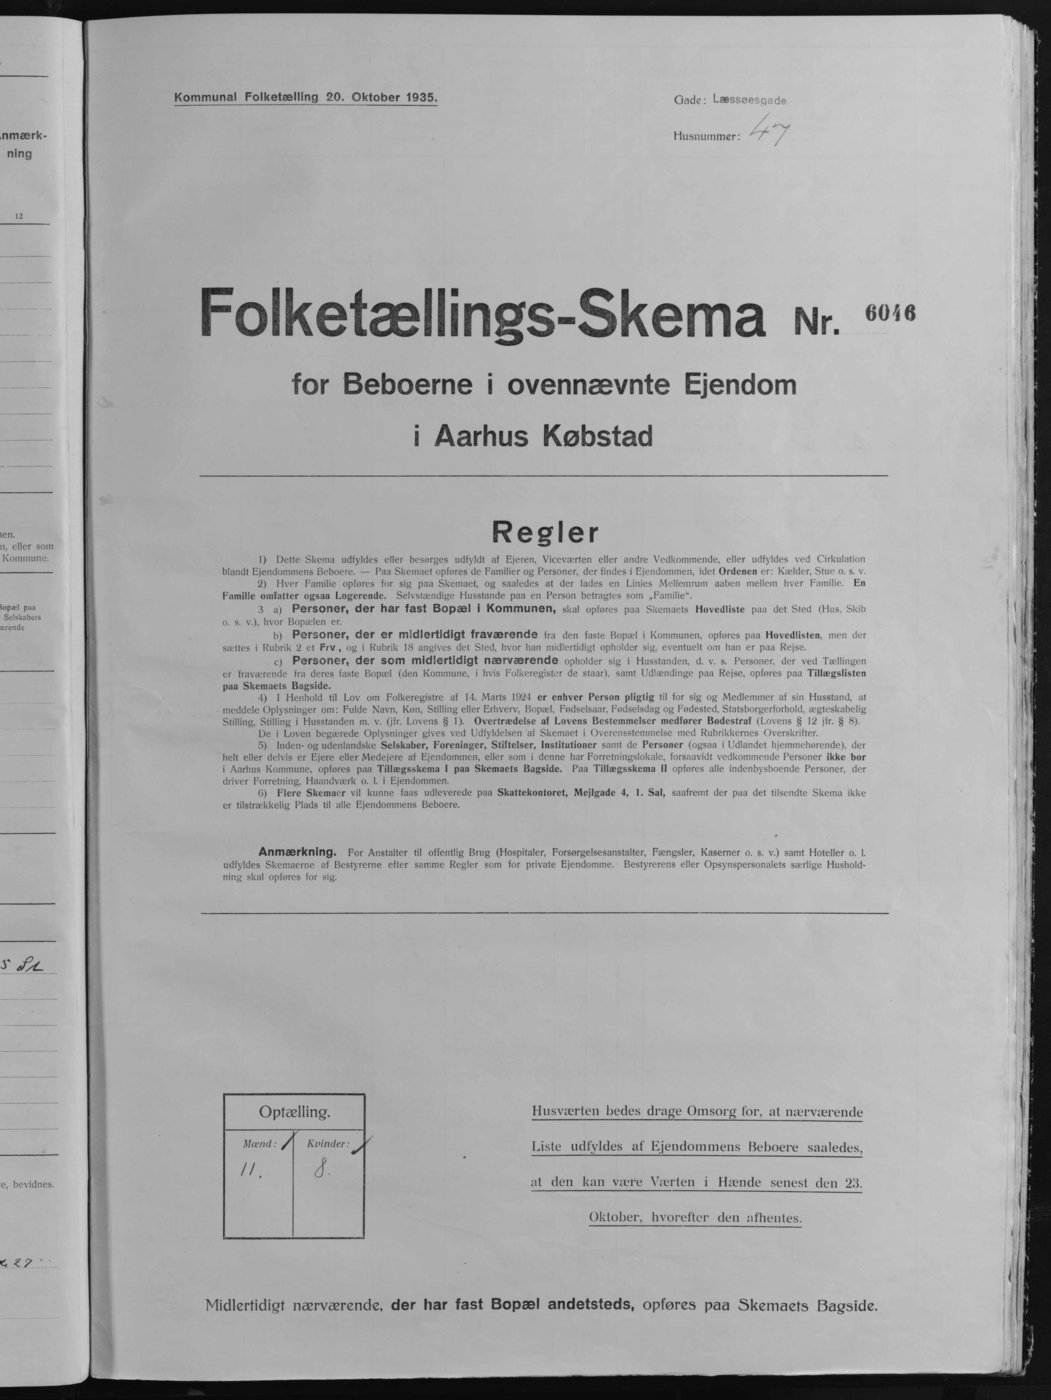 nmærk-
ning
12
en.
n, eller som
Kommune.
Bopæl paa
Selskabers
ærende
5 Sl
e, bevidnes.
27
Kommunal Folketælling 20. Oktober 1935.
Gade: Læssøesgade
Husnummer: 47
Folketællings-Skema Nr. 6046
for Beboerne i ovennævnte Ejendom
i Aarhus Købstad
Regler
1) Dette Skema udfyldes eller besørges udfyldt af Ejeren, Viceværten eller andre Vedkommende, eller udfyldes ved Cirkulation
blandt Ejendommens Beboere. — Paa Skemaet opføres de Familier og Personer, der findes i Ejendommen, idet Ordenen er: Kælder, Stue o. s. v.
2) Hver Familie opføres for sig paa Skemaet, og saaledes at der lades en Linies Mellemrum aaben mellem hver Familie. En
Familie omfatter ogsaa Logerende. Selvstændige Husstande paa en Person betragtes som „Familie“.
3 a) Personer, der har fast Bopæl i Kommunen, skal opføres paa Skemaets Hovedliste paa det Sted (Hus, Skib
o. s. v.), hvor Bopælen er.
b) Personer, der er midlertidigt fraværende fra den faste Bopæl i Kommunen, opføres paa Hovedlisten, men der
sættes i Rubrik 2 et Frv., og i Rubrik 18 angives det Sted, hvor han midlertidigt opholder sig, eventuelt om han er paa Rejse.
c) Personer, der som midlertidigt nærværende opholder sig i Husstanden, d. v. s. Personer, der ved Tællingen
er fraværende fra deres faste Bopæl (den Kommune, i hvis Folkeregister de staar), samt Udlændinge paa Rejse, opføres paa Tillægslisten
paa Skemaets Bagside.
4) I Henhold til Lov om Folkeregistre af 14. Marts 1924 er enhver Person pligtig til for sig og Medlemmer af sin Husstand, at
meddele Oplysninger om: Fulde Navn, Køn, Stilling eller Erhverv, Bopæl, Fødselsaar, Fødselsdag og Fødested, Statsborgerforhold, ægteskabelig
Stilling, Stilling i Husstanden m. v. (jfr. Lovens § 1). Overtrædelse af Lovens Bestemmelser medfører Bødestraf (Lovens § 12 jfr. § 8).
De i Loven begærede Oplysninger gives ved Udfyldelsen af Skemaet i Overensstemmelse med Rubrikkernes Overskrifter.
5) Inden- og udenlandske Selskaber, Foreninger, Stiftelser, Institutioner samt de Personer (ogsaa i Udlandet hjemmehørende), der
helt eller delvis er Ejere eller Medejere af Ejendommen, eller som i denne har Forretningslokale, forsaavidt vedkommende Personer ikke bor
i Aarhus Kommune, opføres paa Tillægsskema I paa Skemaets Bagside. Paa Tillægsskema II opføres alle indenbysboende Personer, der
driver Forretning, Haandværk o. l. i Ejendommen.
6) Flere Skemaer vil kunne faas udleverede paa Skattekontoret, Mejlgade 4, 1. Sal, saafremt der paa det tilsendte Skema ikke
er tilstrækkelig Plads til alle Ejendommens Beboere.
Anmærkning. For Anstalter til offentlig Brug (Hospitaler, Forsørgelsesanstalter, Fængsler, Kaserner o. s. v.) samt Hoteller o. l.
udfyldes Skemaerne af Bestyrerne efter samme Regler som for private Ejendomme. Bestyrerens eller Opsynspersonalets særlige Hushold-
ning skal opføres for sig.
Optælling.
Mænd: Kvinder:
11. 8.
Husværten bedes drage Omsorg for, at nærværende
Liste udfyldes af Ejendommens Beboere saaledes,
at den kan være Værten i Hænde senest den 23.
Oktober, hvorefter den afhentes.
Midlertidigt nærværende, der har fast Bopæl andetsteds, opføres paa Skemaets Bagside.